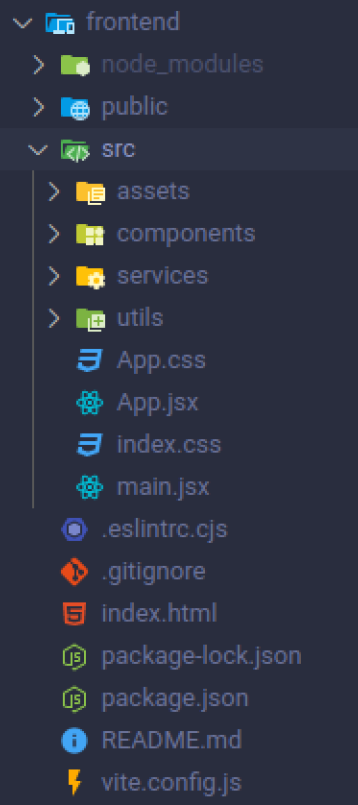 frontend
node_modules
public
src
assets
components
services
utils
App.css
App.jsx
index.css
main.jsx
.eslintrc.cjs
.gitignore
index.html
package-lock.json
package.json
README.md
vite.config.js